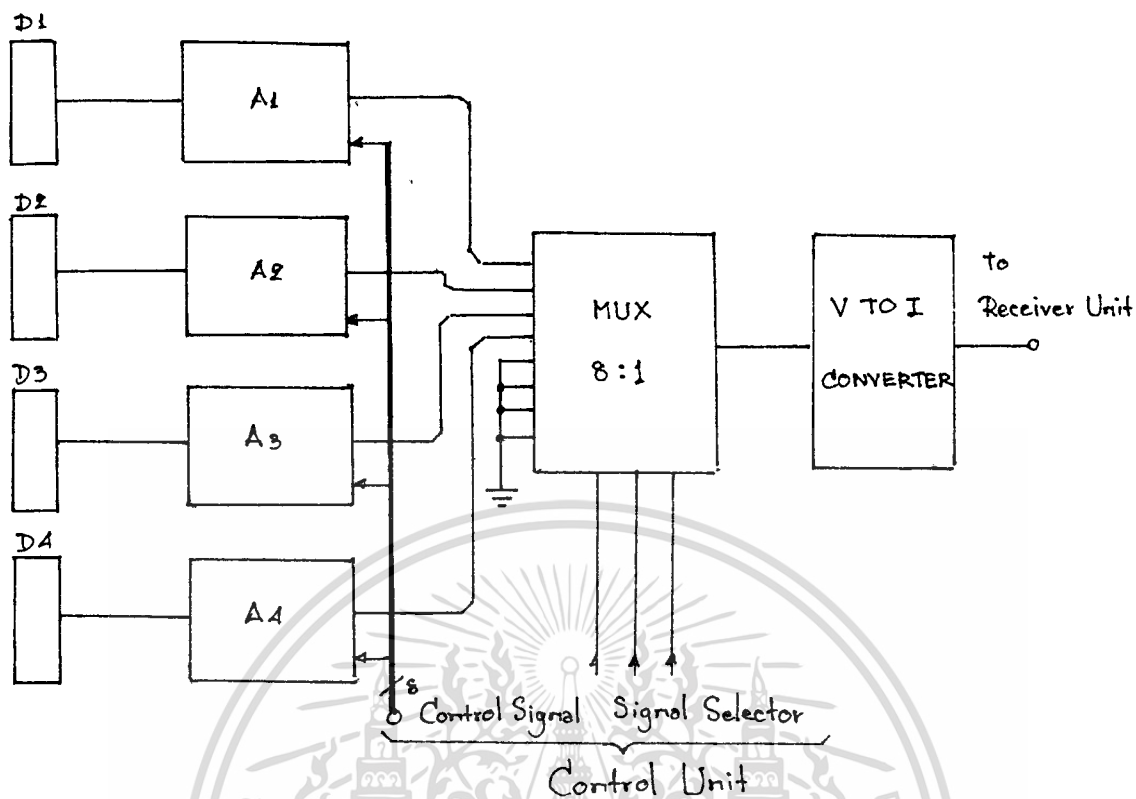 D1
A1
D2
A2
D3
A3
D4
A4
MUX
8:1
V TO I
CONVERTER
to
Receiver Unit
8
Control Signal
Signal Selector
Control Unit